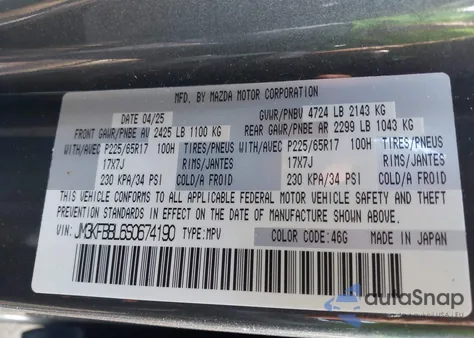 MFD. BY MAZDA MOTOR CORPORATION
DATE 04/25 GVWR/PNBV 4724 LB 2143 KG
FRONT GAWR/PNBE AV 2425 LB 1100 KG REAR GAWR/PNBE AR 2299 LB 1043 KG
WITH/AVEC P225/65R17 100H TIRES/PNEUS WITH/AVEC P225/65R17 100H TIRES/PNEUS
17X7J RIMS/JANTES 17X7J RIMS/JANTES
230 KPA/34 PSI COLD/A FROID 230 KPA/34 PSI COLD/A FROID
THIS VEHICLE CONFORMS TO ALL APPLICABLE FEDERAL MOTOR VEHICLE SAFETY AND THEFT
PREVENTION STANDARDS IN EFFECT ON THE DATE OF MANUFACTURE SHOWN ABOVE.
VIN: JM3KFBBL6S0674190 TYPE:MPV COLOR CODE:46G MADE IN JAPAN
autoSnap